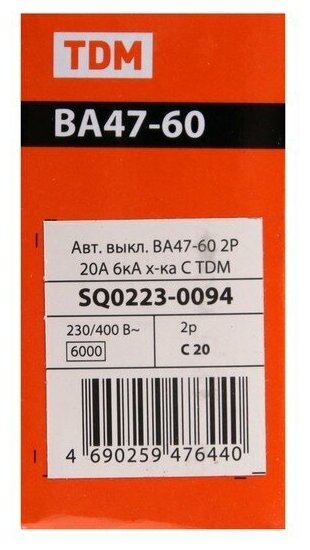 TDM
ВА47-60
Авт. выкл. ВА47-60 2Р
20А 6кА х-ка С TDM
SQ0223-0094
230/400 В~ 2р
6000 С 20
4 690259 476440